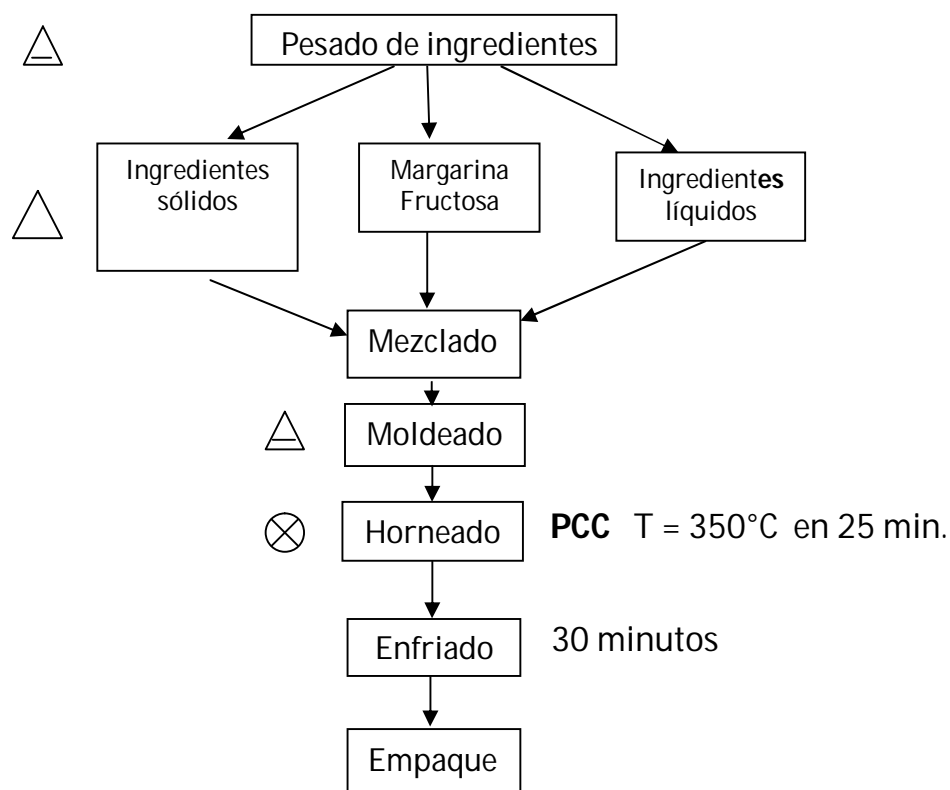 Pesado de ingredientes
Ingredientes
sólidos
Margarina
Fructosa
Ingredientes
líquidos
Mezclado
Moldeado
Horneado
PCC T = 350°C en 25 min.
Enfriado
30 minutos
Empaque